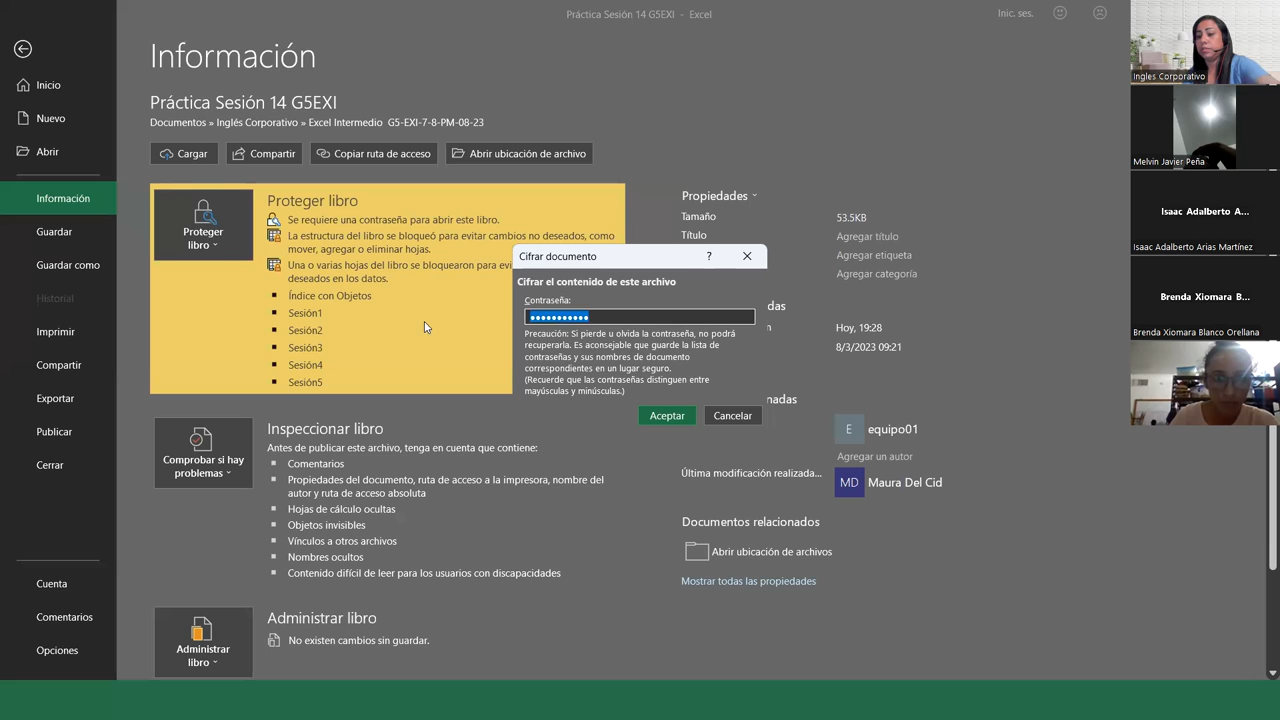 Práctica Sesión 14 G5EXI - Excel
Inic. ses.
Inicio
Nuevo
Abrir
Información
Guardar
Guardar como
Historial
Imprimir
Compartir
Exportar
Publicar
Cerrar
Cuenta
Comentarios
Opciones
Información
Práctica Sesión 14 G5EXI
Documentos » Inglés Corporativo » Excel Intermedio G5-EXI-7-8-PM-08-23
Cargar
Compartir
Copiar ruta de acceso
Abrir ubicación de archivo
Proteger
libro
Proteger libro
Se requiere una contraseña para abrir este libro.
La estructura del libro se bloqueó para evitar cambios no deseados, como
mover, agregar o eliminar hojas.
Una o varias hojas del libro se bloquearon para
deseados en los datos.
Índice con Objetos
Sesión1
Sesión2
Sesión3
Sesión4
Sesión5
Comprobar si hay
problemas
Inspeccionar libro
Antes de publicar este archivo, tenga en cuenta que contiene:
Comentarios
Propiedades del documento, ruta de acceso a la impresora, nombre del
autor y ruta de acceso absoluta
Hojas de cálculo ocultas
Objetos invisibles
Vínculos a otros archivos
Nombres ocultos
Contenido difícil de leer para los usuarios con discapacidades
Administrar
libro
Administrar libro
No existen cambios sin guardar.
Cifrar documento
?
Cifrar el contenido de este archivo
Contraseña:
Precaución: Si pierde u olvida la contraseña, no podrá
recuperarla. Es aconsejable que guarde la lista de
contraseñas y sus nombres de documento
correspondientes en un lugar seguro.
(Recuerde que las contraseñas distinguen entre
mayúsculas y minúsculas.)
Aceptar
Cancelar
Propiedades
Tamaño 53.5KB
Título Agregar título
Agregar etiqueta
Agregar categoría
Hoy, 19:28
8/3/2023 09:21
E equipo01
Agregar un autor
Última modificación realizada...
MD Maura Del Cid
Documentos relacionados
Abrir ubicación de archivos
Mostrar todas las propiedades
Ingles Corporativo
Melvin Javier Peña
Isaac Adalberto A...
Isaac Adalberto Arias Martínez
Brenda Xiomara B...
Brenda Xiomara Blanco Orellana